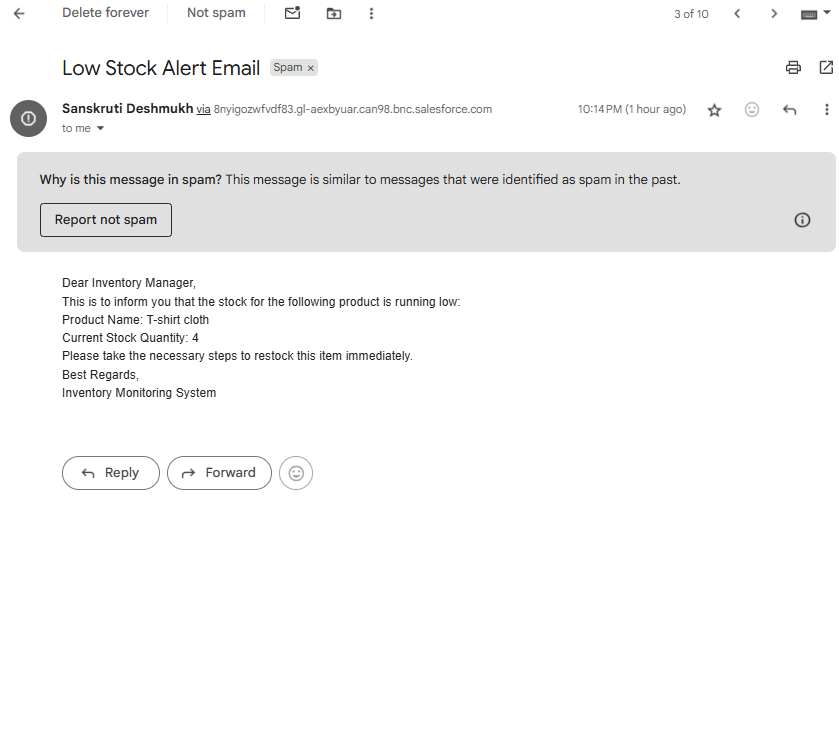 Delete forever Not spam 3 of 10
Low Stock Alert Email Spam ×
Sanskruti Deshmukh via 8nyigozwfvdf83.gl-aexbyuar.can98.bnc.salesforce.com 10:14 PM (1 hour ago)
to me
Why is this message in spam? This message is similar to messages that were identified as spam in the past.
Report not spam
Dear Inventory Manager,
This is to inform you that the stock for the following product is running low:
Product Name: T-shirt cloth
Current Stock Quantity: 4
Please take the necessary steps to restock this item immediately.
Best Regards,
Inventory Monitoring System
Reply Forward